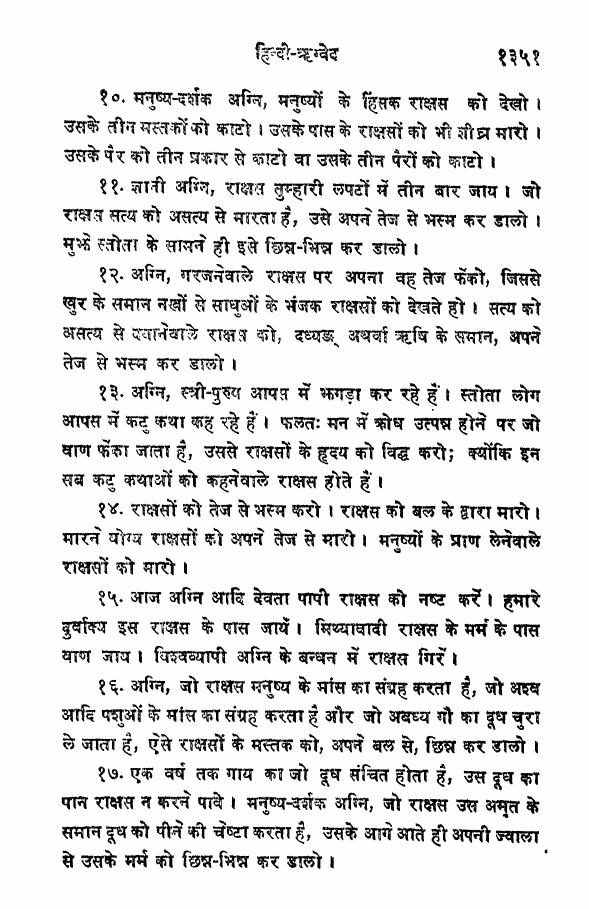 हिन्दी-ऋग्वेद १३५१
१०. मनुष्य-दर्शक अग्नि, मनुष्यों के हिंसक राक्षस को देखो ।
उसके तीन मस्तकों को काटो । उसके पास के राक्षसों को भी शीघ्र मारो ।
उसके पैर को तीन प्रकार से काटो वा उसके तीन पैरों को काटो ।
११. ज्ञानी अग्नि, राक्षस तुम्हारी लपटों में तीन बार जाय । जो
राक्षस सत्य को असत्य से मारता है, उसे अपने तेज से भस्म कर डालो ।
मुझ स्तोता के सामने ही इसे छिन्न-भिन्न कर डालो ।
१२. अग्नि, गरजनेवाले राक्षस पर अपना वह तेज फेंको, जिससे
खुर के समान नखों से साधुओं के भंजक राक्षसों को देखते हो । सत्य को
असत्य से दबानेवाले राक्षस को, दध्यङ् अथर्वा ऋषि के समान, अपने
तेज से भस्म कर डालो ।
१३. अग्नि, स्त्री-पुरुष आपस में झगड़ा कर रहे हैं । स्तोता लोग
आपस में कटु कथा कह रहे हैं । फलतः मन में क्रोध उत्पन्न होने पर जो
वाण फेंका जाता है, उससे राक्षसों के हृदय को विद्ध करो; क्योंकि इन
सब कटु कथाओं को कहनेवाले राक्षस होते हैं ।
१४. राक्षसों को तेज से भस्म करो । राक्षस को बल के द्वारा मारो ।
मारने योग्य राक्षसों को अपने तेज से मारो । मनुष्यों के प्राण लेनेवाले
राक्षसों को मारो ।
१५. आज अग्नि आदि देवता पापी राक्षस को नष्ट करें । हमारे
दुर्वाक्य इस राक्षस के पास जायँ । मिथ्यावादी राक्षस के मर्म के पास
वाण जाय । विश्वव्यापी अग्नि के बन्धन में राक्षस गिरें ।
१६. अग्नि, जो राक्षस मनुष्य के मांस का संग्रह करता है, जो अश्व
आदि पशुओं के मांस का संग्रह करता है और जो अबध्य गौ का दूध चुरा
ले जाता है, ऐसे राक्षसों के मस्तक को, अपने बल से, छिन्न कर डालो ।
१७. एक वर्ष तक गाय का जो दूध संचित होता है, उस दूध का
पान राक्षस न करने पावे । मनुष्य-दर्शक अग्नि, जो राक्षस उस अमृत के
समान दूध को पीने की चेष्टा करता है, उसके आगे आते ही अपनी ज्वाला
से उसके मर्म को छिन्न-भिन्न कर डालो ।